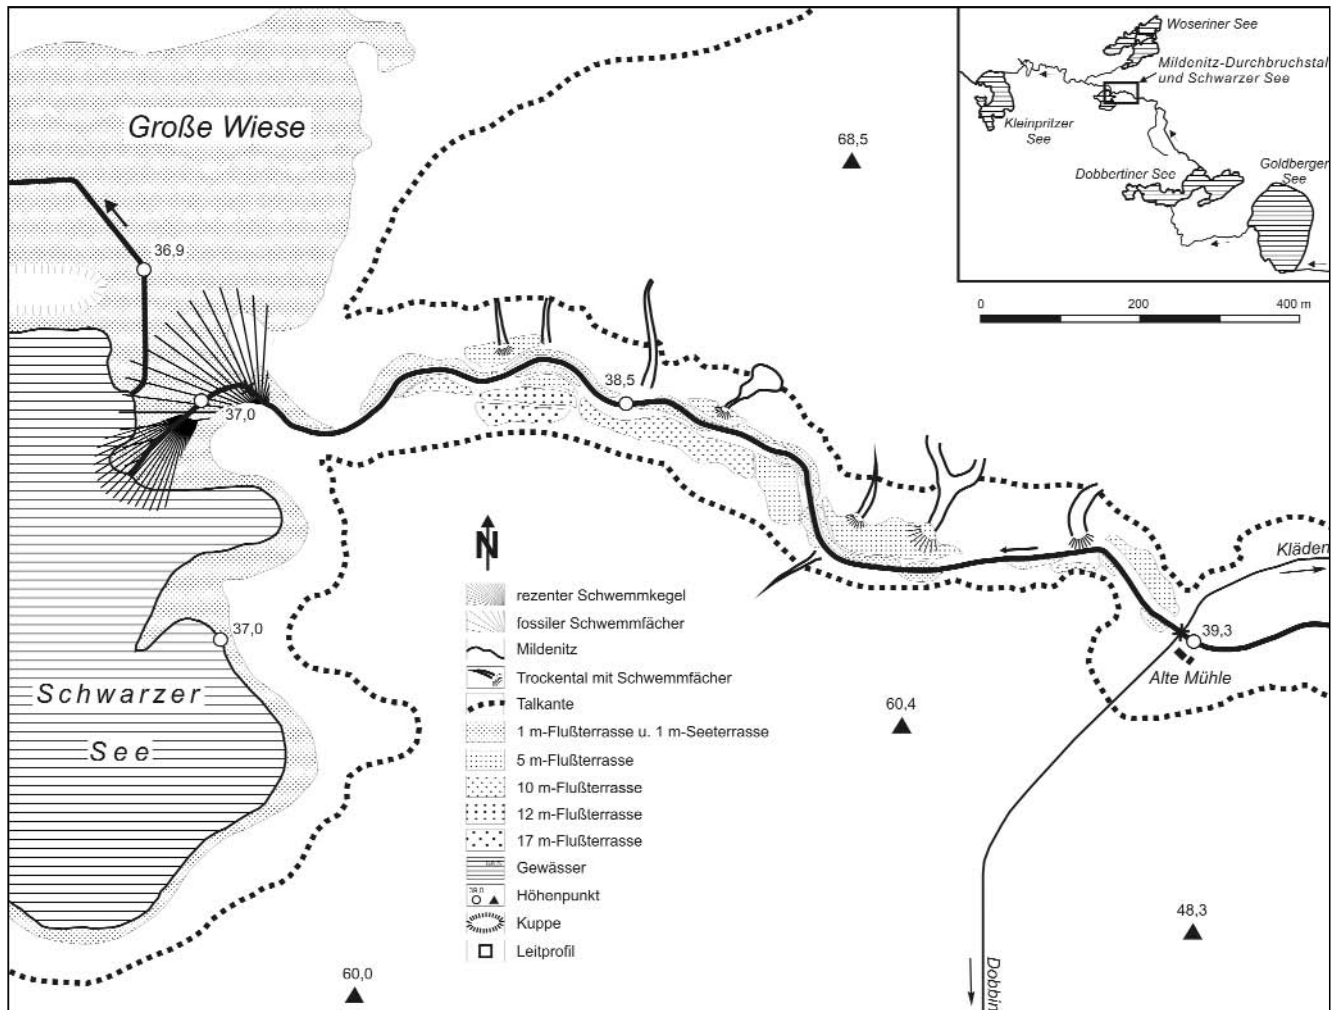 Woseriner See
Mildenitz-Durchbruchstal
und Schwarzer See
Kleinpritzer
See
Goldberger
See
Dobbertiner See
0 200 400 m
Große Wiese
68,5
36,9
38,5
37,0
37,0
Schwarzer
See
N
Kläden
39,3
Alte Mühle
60,4
48,3
60,0
Dobbin
rezenter Schwemmkegel
fossiler Schwemmfächer
Mildenitz
Trockental mit Schwemmfächer
Talkante
1 m-Flußterrasse u. 1 m-Seeterrasse
5 m-Flußterrasse
10 m-Flußterrasse
12 m-Flußterrasse
17 m-Flußterrasse
Gewässer
Höhenpunkt
Kuppe
Leitprofil